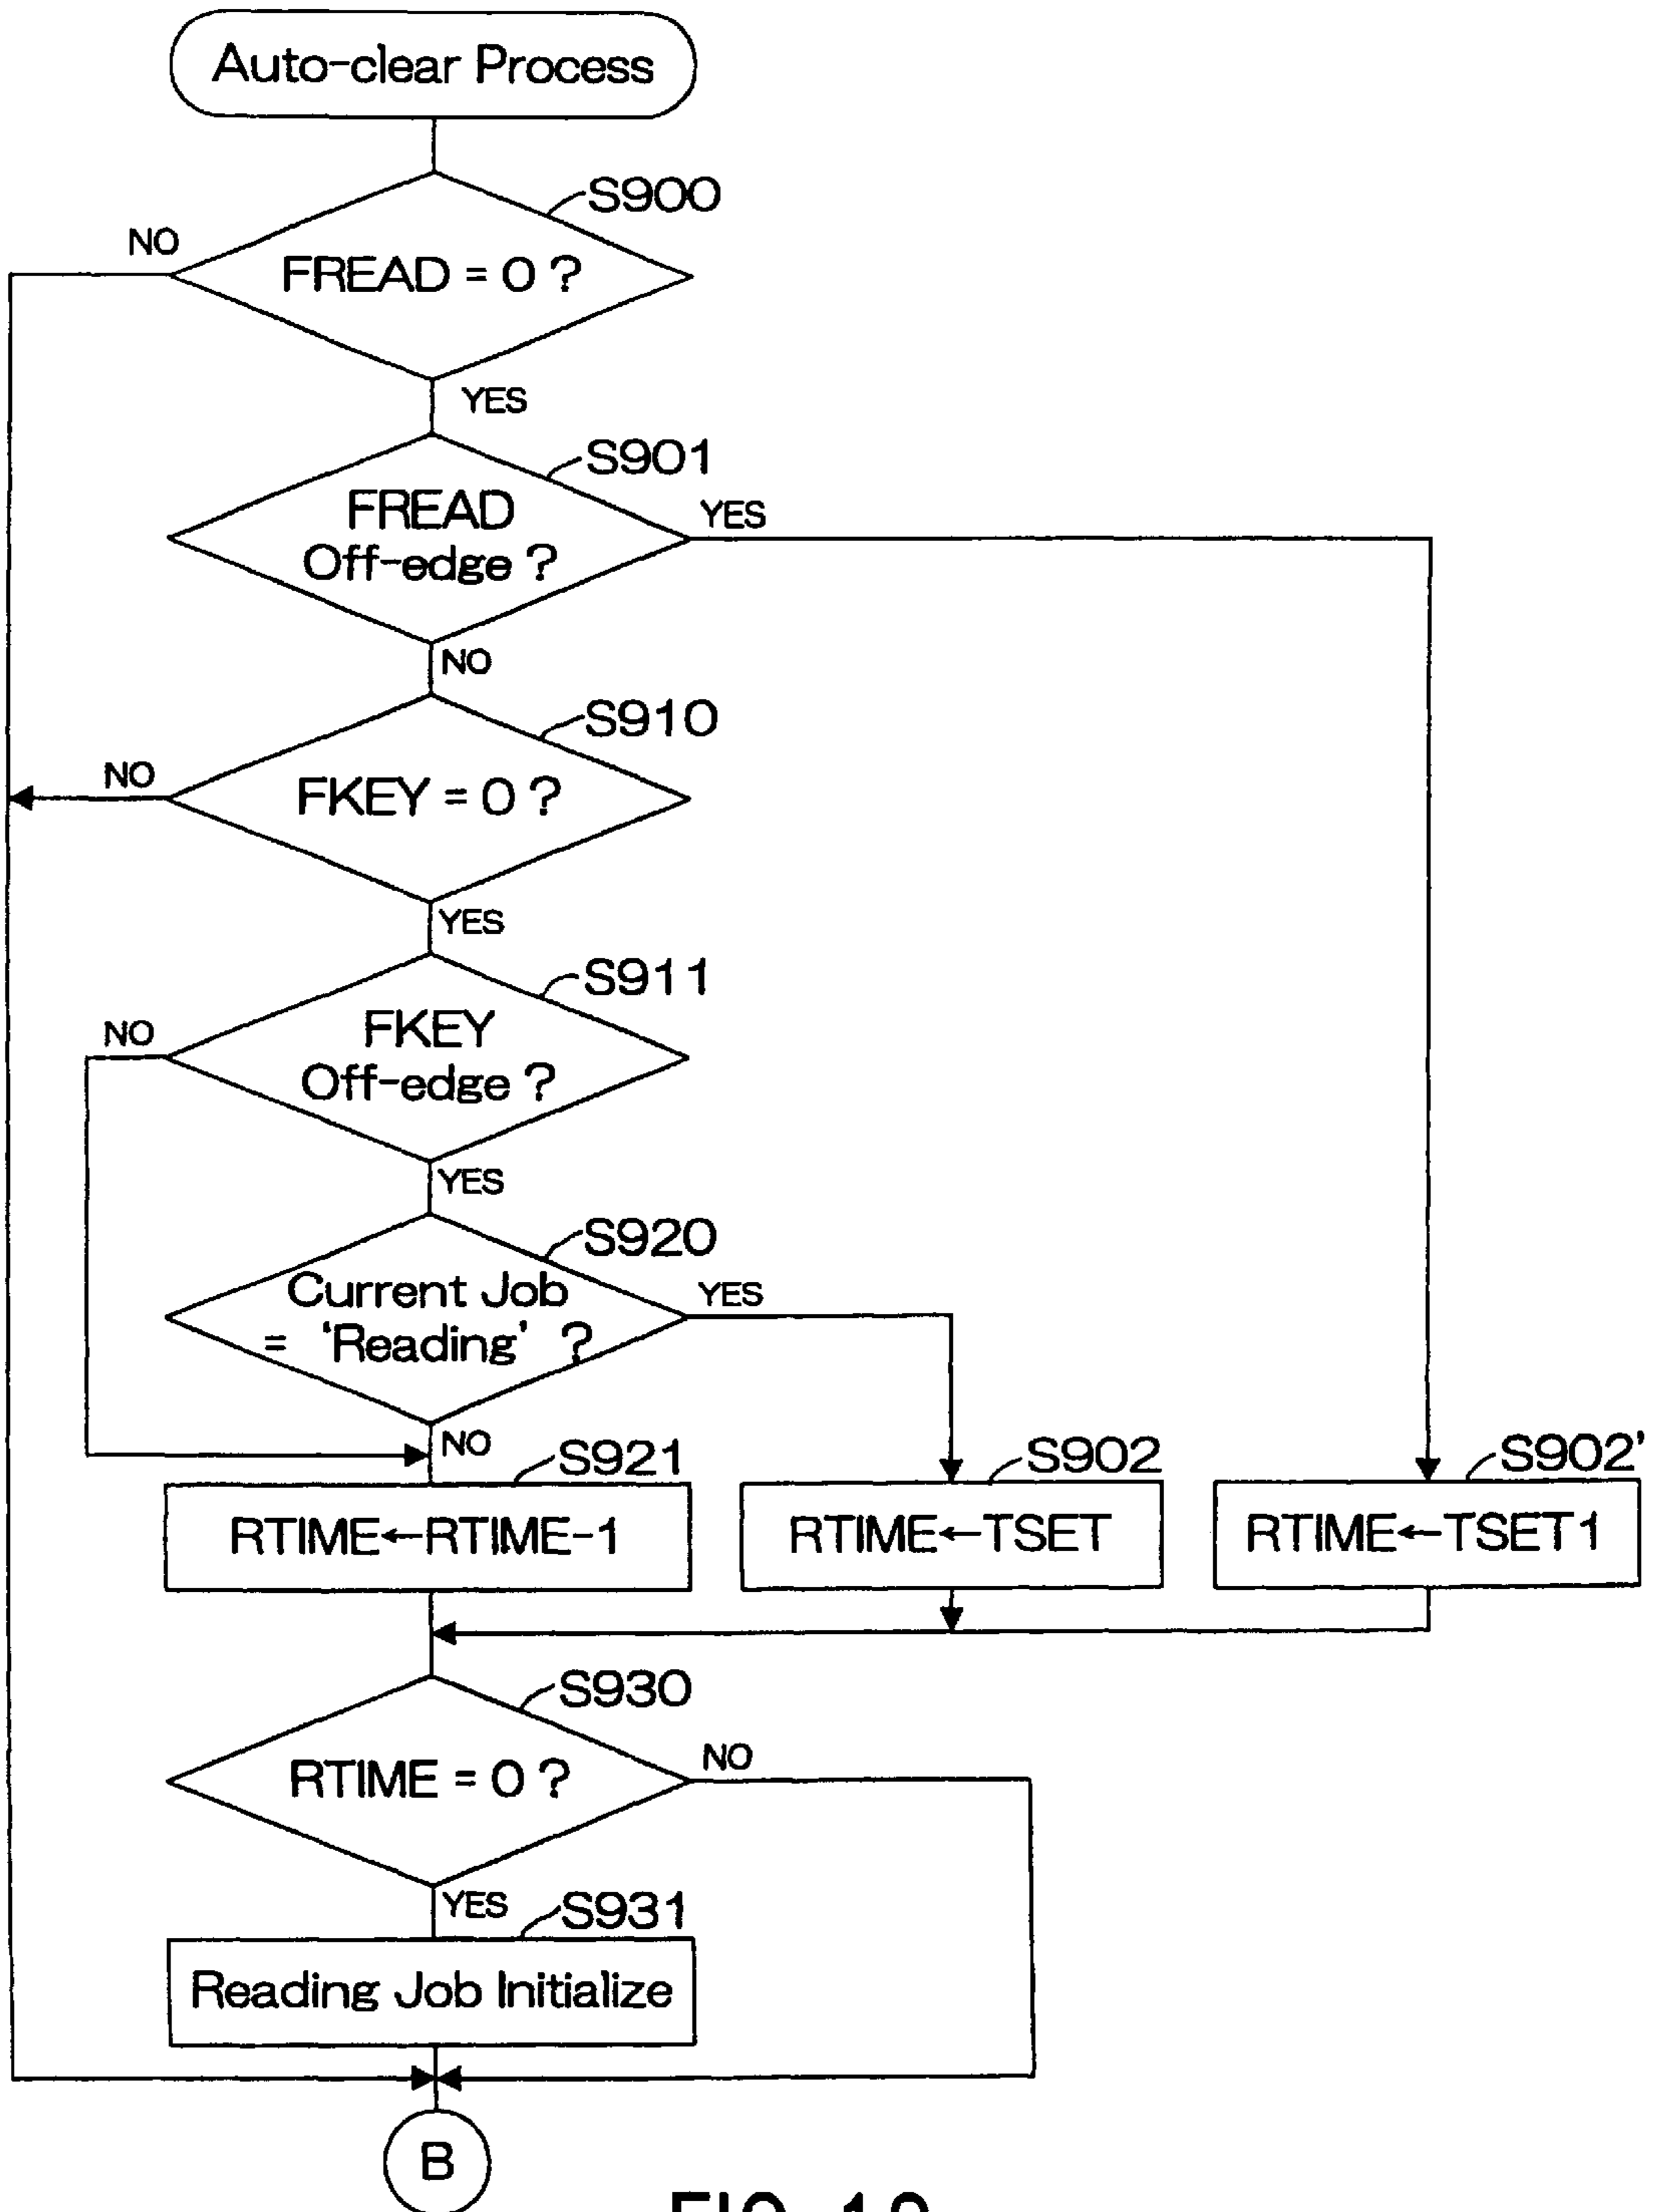 Auto-clear Process
S900
NO
FREAD = 0 ?
YES
S901
FREAD
Off-edge ?
YES
NO
S910
NO
FKEY = 0 ?
YES
S911
NO
FKEY
Off-edge ?
YES
S920
Current Job
= 'Reading' ?
YES
NO
S921
S902
S902'
RTIME←RTIME-1
RTIME←TSET
RTIME←TSET1
S930
RTIME = 0 ?
NO
YES
S931
Reading Job Initialize
B